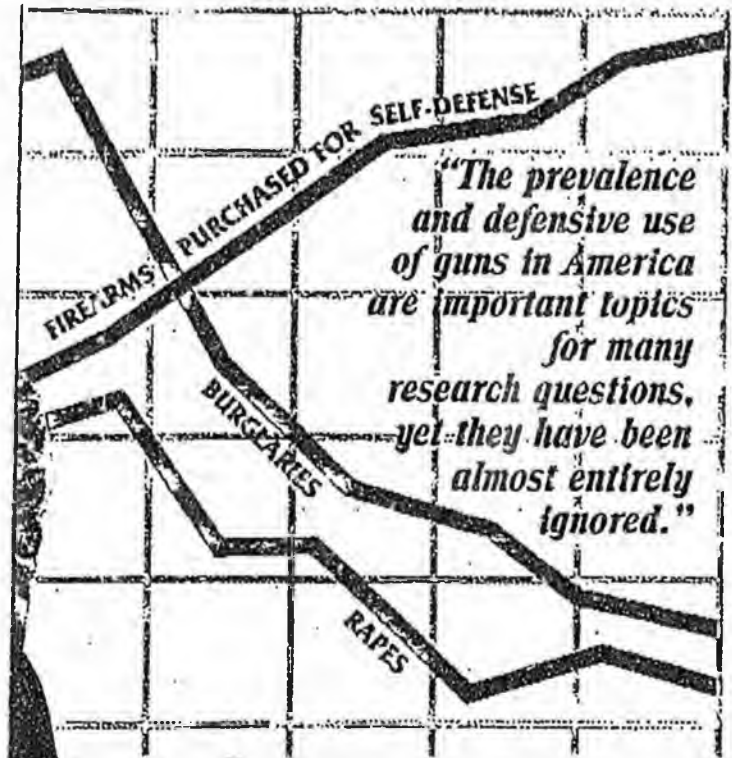 FIREARMS PURCHASED FOR SELF-DEFENSE
"The prevalence
and defensive use
of guns in America
are important topics
for many
research questions,
yet they have been
almost entirely
ignored."
BURGLARIES
RAPES